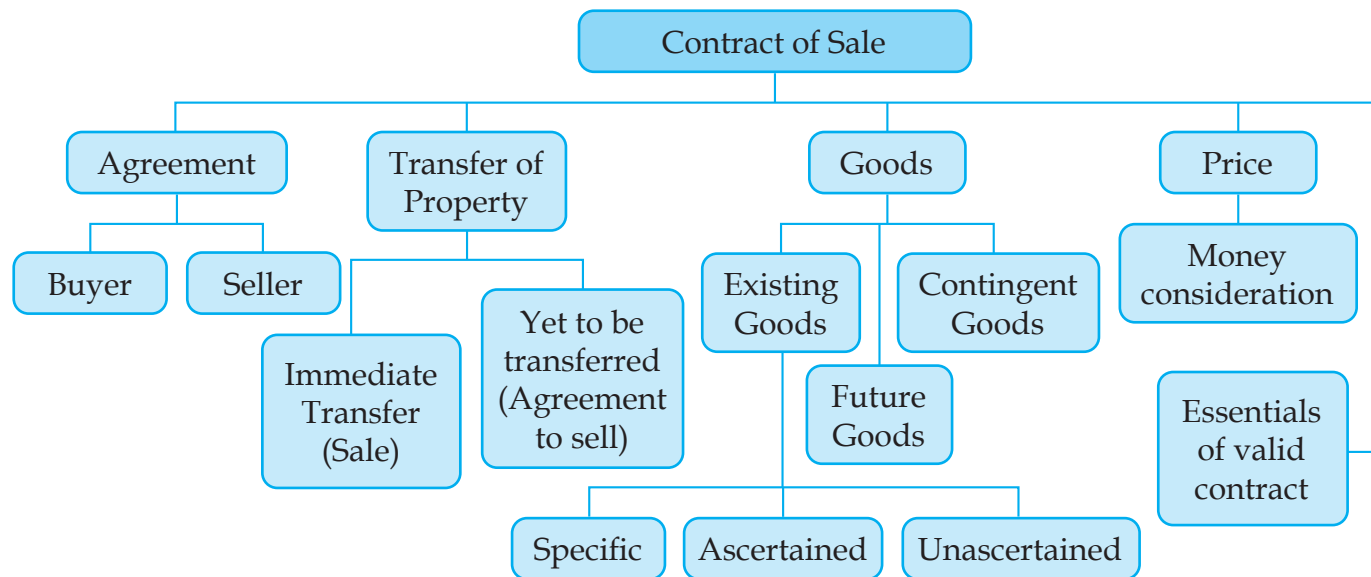 Contract of Sale
Agreement
Transfer of
Property
Goods
Price
Buyer
Seller
Immediate
Transfer
(Sale)
Yet to be
transferred
(Agreement
to sell)
Existing
Goods
Future
Goods
Contingent
Goods
Money
consideration
Essentials
of valid
contract
Specific
Ascertained
Unascertained